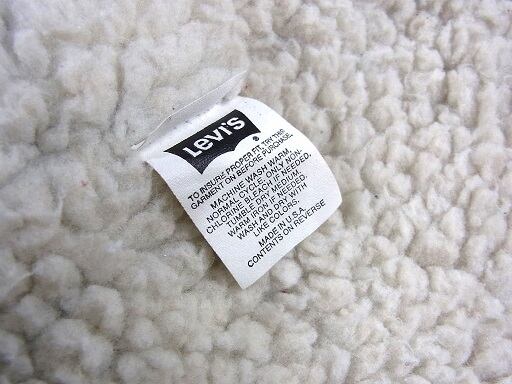 Levi's
®
TO INSURE PROPER FIT, TRY THIS
GARMENT ON BEFORE PURCHASE.
MACHINE WASH WARM,
NORMAL CYCLE, ONLY NON-
CHLORINE BLEACH IF NEEDED.
TUMBLE DRY MEDIUM.
WARM IRON IF NEEDED.
WASH AND DRY WITH
LIKE COLORS.
MADE IN U.S.A.
CONTENTS ON REVERSE